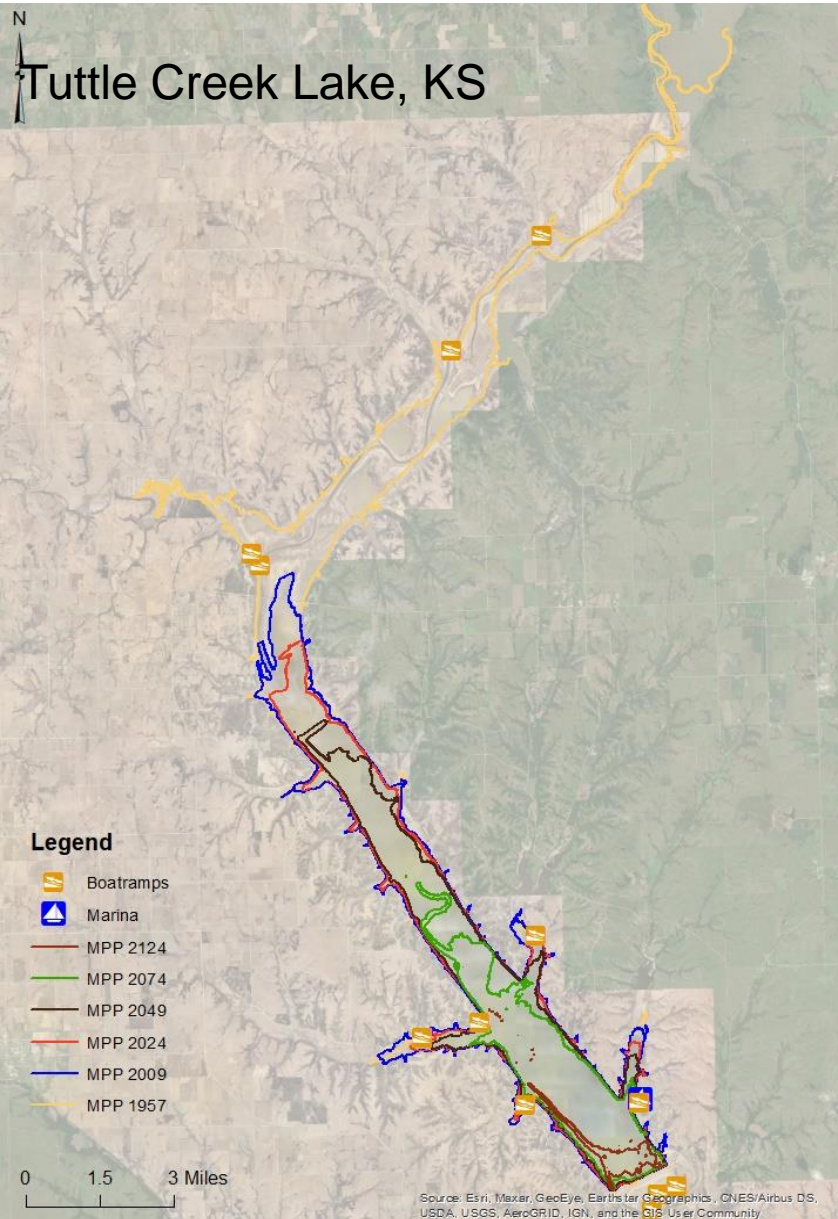 N
Tuttle Creek Lake, KS
Legend
Boatramps
Marina
MPP 2124
MPP 2074
MPP 2049
MPP 2024
MPP 2009
MPP 1957
0 1.5 3 Miles
Source: Esri, Maxar, GeoEye, Earthstar Geographics, CNES/Airbus DS,
USDA, USGS, AeroGRID, IGN, and the GIS User Community